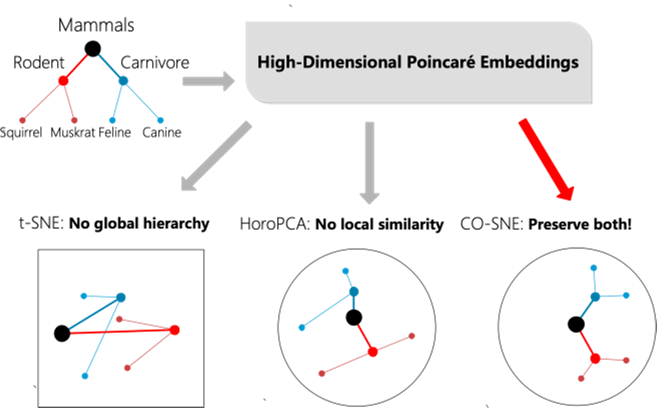 Mammals
Rodent
Carnivore
Squirrel
Muskrat
Feline
Canine
High-Dimensional Poincaré Embeddings
t-SNE: No global hierarchy
HoroPCA: No local similarity
CO-SNE: Preserve both!